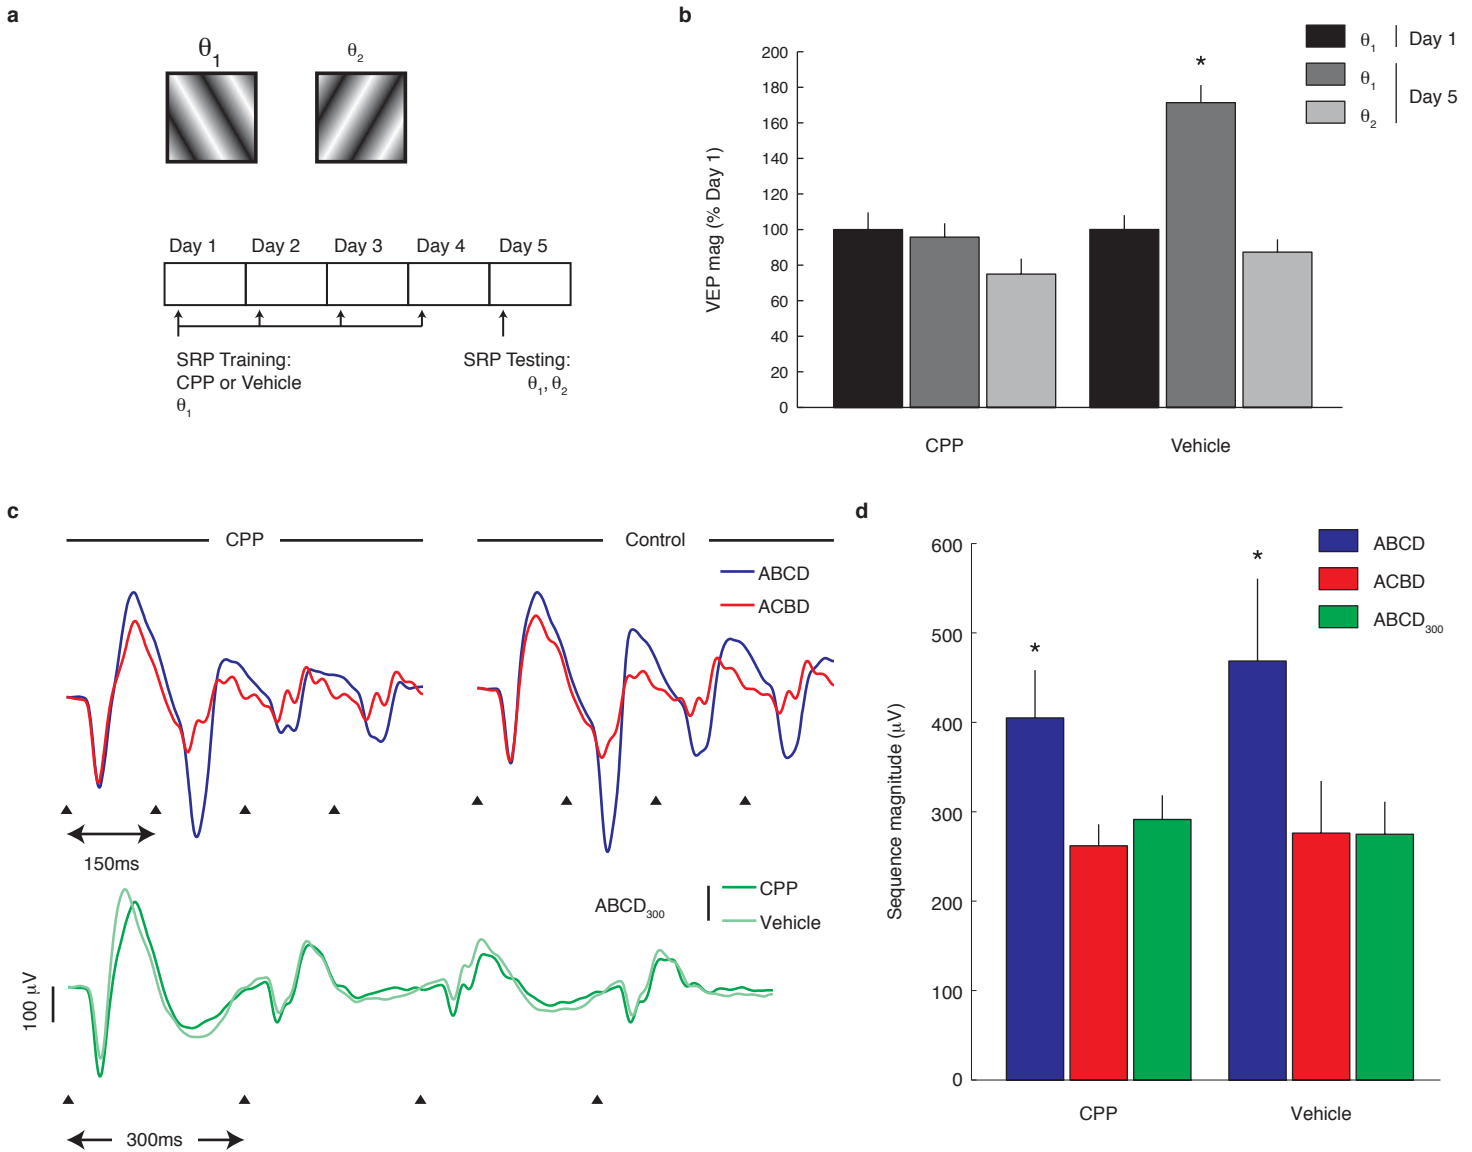 a
θ1
θ2
Day 1 Day 2 Day 3 Day 4 Day 5
SRP Training:
CPP or Vehicle
θ1
SRP Testing:
θ1, θ2
b
θ1 Day 1
θ1
Day 5
θ2
VEP mag (% Day 1)
200
180
160
140
120
100
80
60
40
20
0
*
CPP
Vehicle
c
CPP
Control
ABCD
ACBD
150ms
ABCD300
CPP
Vehicle
100 µV
300ms
d
ABCD
ACBD
ABCD300
Sequence magnitude (µV)
600
500
400
300
200
100
0
*
*
CPP
Vehicle